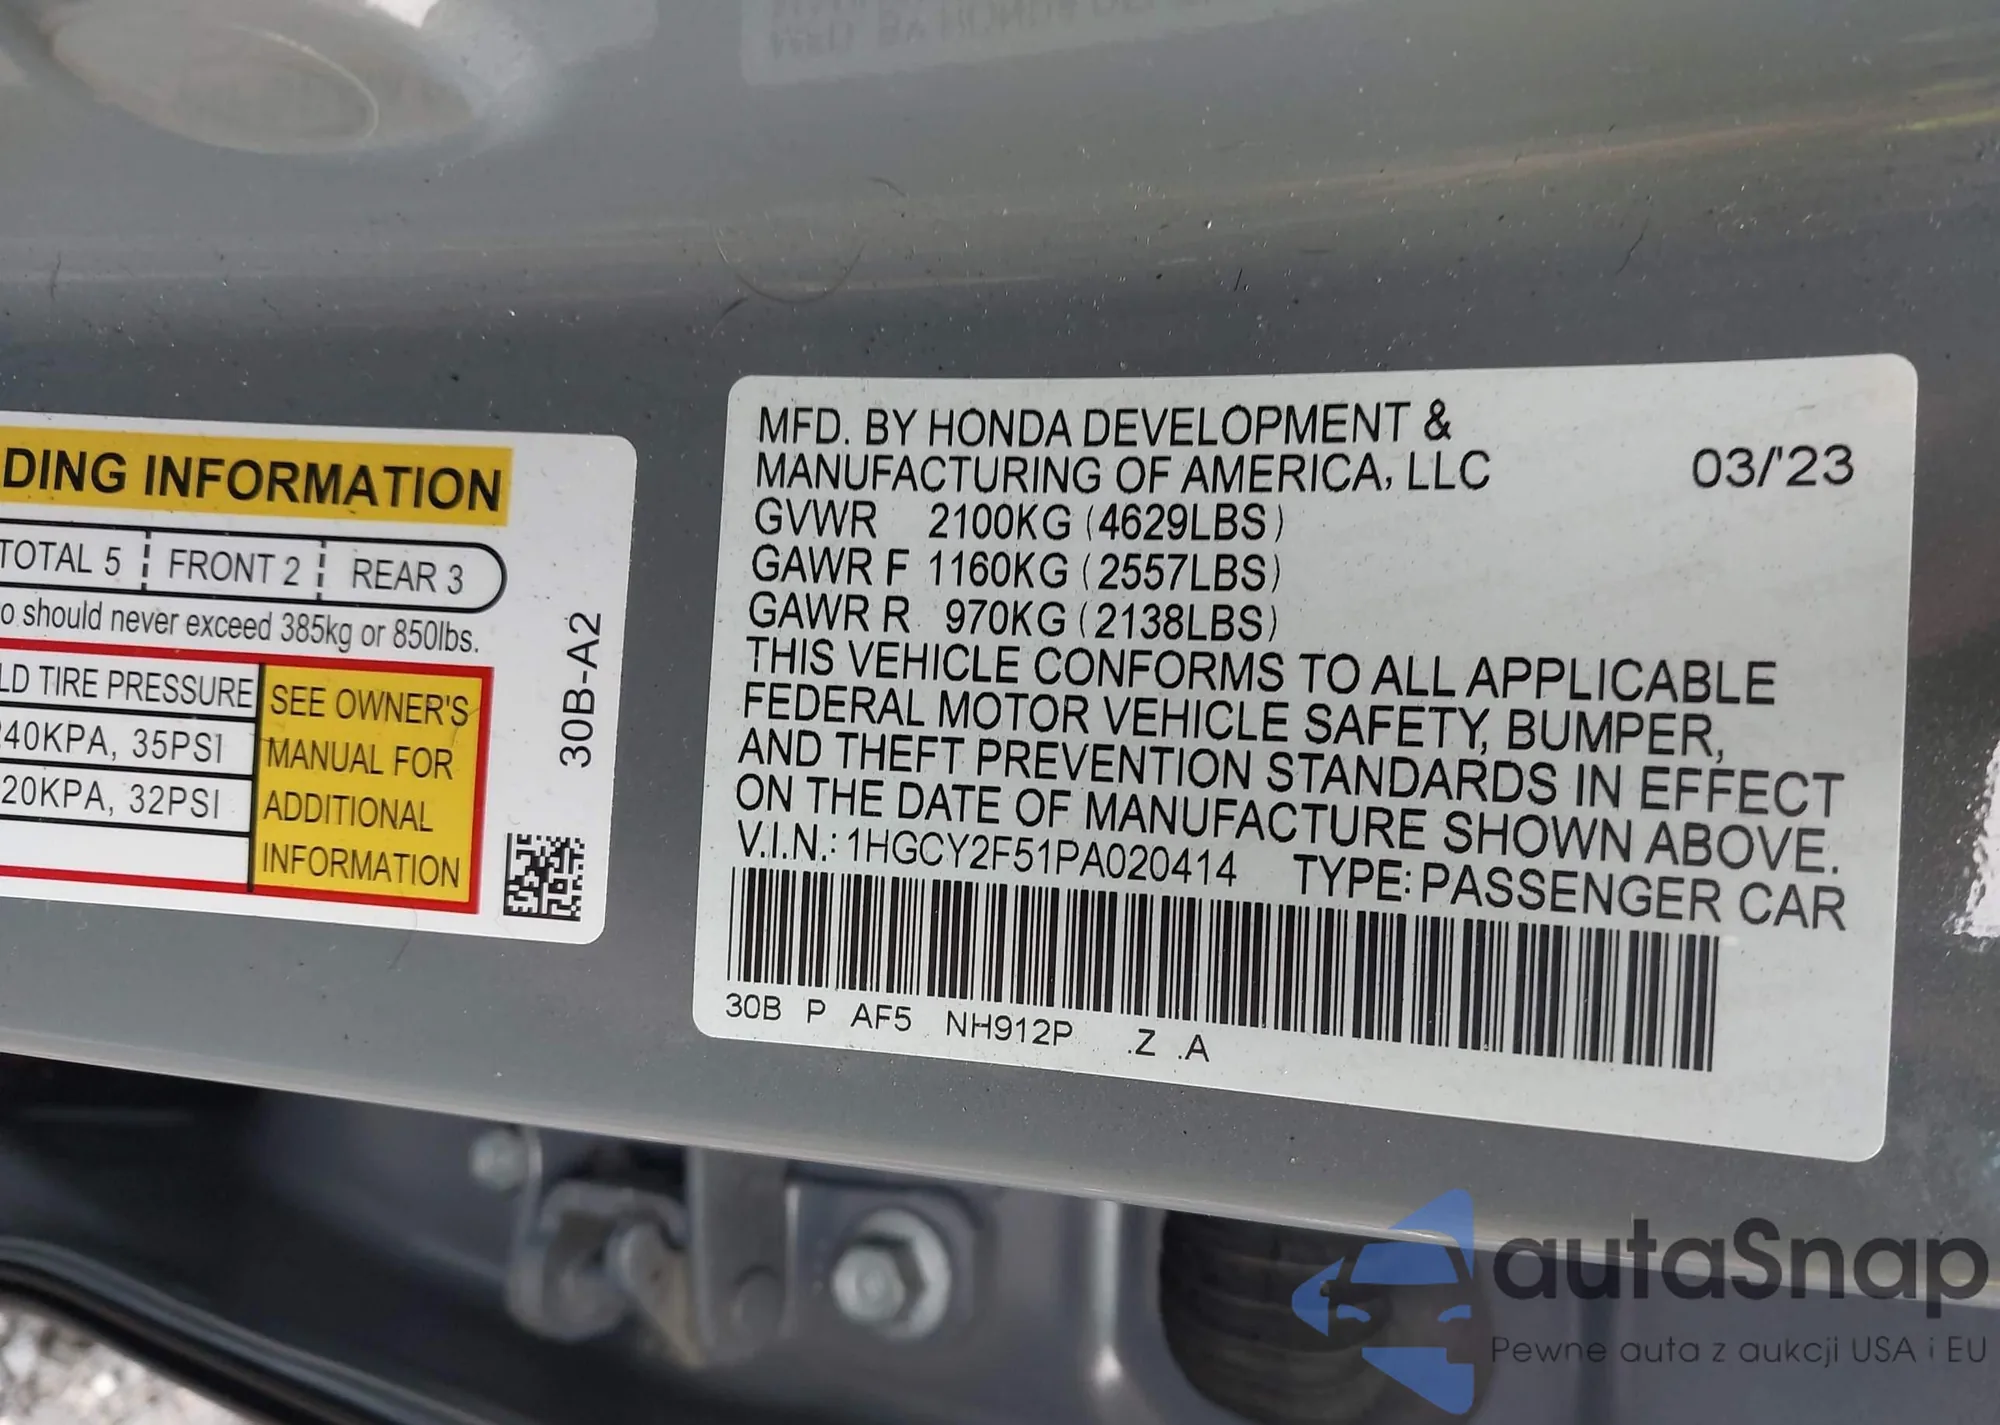 DING INFORMATION
TOTAL 5 FRONT 2 REAR 3
o should never exceed 385kg or 850lbs.
LD TIRE PRESSURE
240KPA, 35PSI
20KPA, 32PSI
SEE OWNER'S
MANUAL FOR
ADDITIONAL
INFORMATION
30B-A2
MFD. BY HONDA DEVELOPMENT &
MANUFACTURING OF AMERICA, LLC 03/'23
GVWR 2100KG (4629LBS)
GAWR F 1160KG (2557LBS)
GAWR R 970KG (2138LBS)
THIS VEHICLE CONFORMS TO ALL APPLICABLE
FEDERAL MOTOR VEHICLE SAFETY, BUMPER,
AND THEFT PREVENTION STANDARDS IN EFFECT
ON THE DATE OF MANUFACTURE SHOWN ABOVE.
V.I.N.: 1HGCY2F51PA020414 TYPE: PASSENGER CAR
30B P AF5 NH912P .Z .A
autaSnap
Pewne auta z aukcji USA i EU